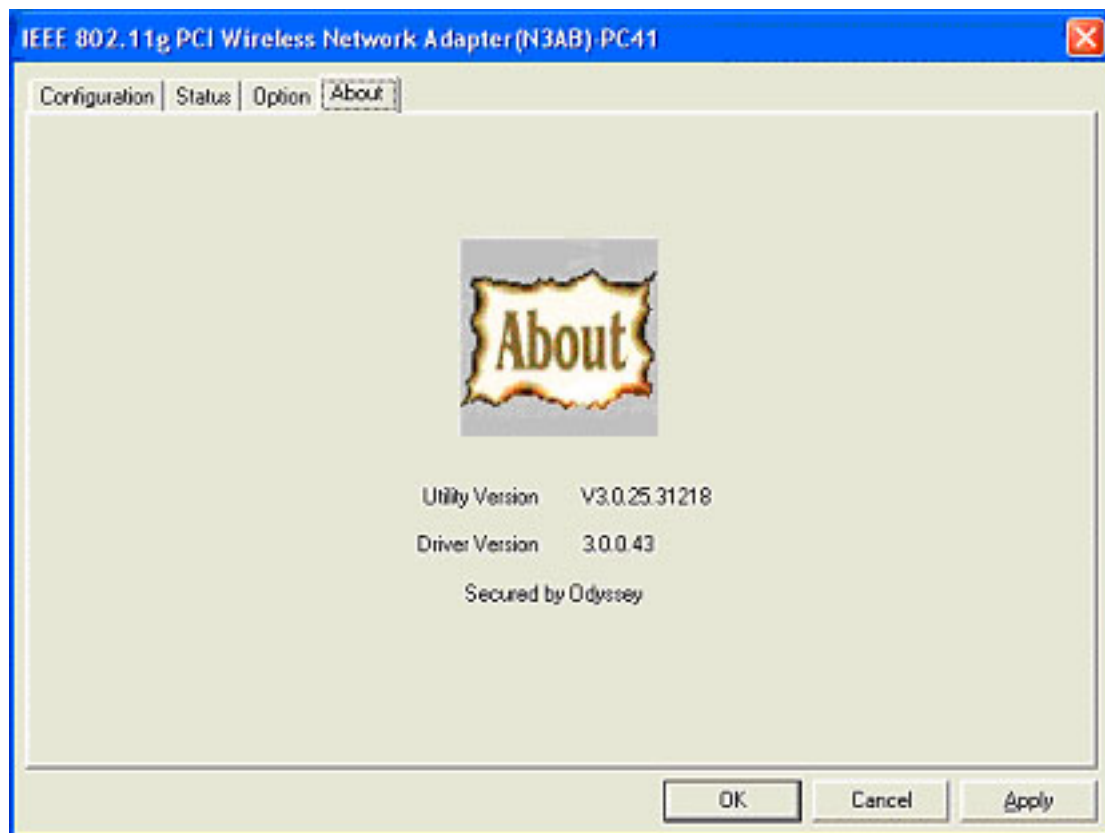 IEEE 802.11g PCI Wireless Network Adapter(N3AB)-PC41
Configuration Status Option About
About
Utility Version V3.0.25.31218
Driver Version 3.0.0.43
Secured by Odyssey
OK Cancel Apply